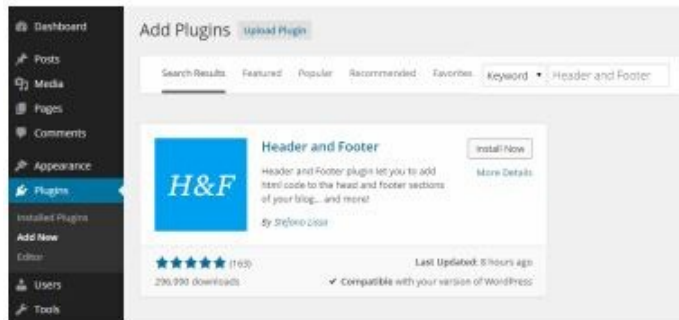 Dashboard
Posts
Media
Pages
Comments
Appearance
Plugins
Installed Plugins
Add New
Editor
Users
Tools
Add Plugins Upload Plugin
Search Results Featured Popular Recommended Favorites Keyword Header and Footer
H&F
Header and Footer
Install Now
More Details
Header and Footer plugin let you to add
html code to the head and footer sections
of your blog... and more!
By Stefano Lissa
(163)
296,990 downloads
Last Updated: 8 hours ago
Compatible with your version of WordPress